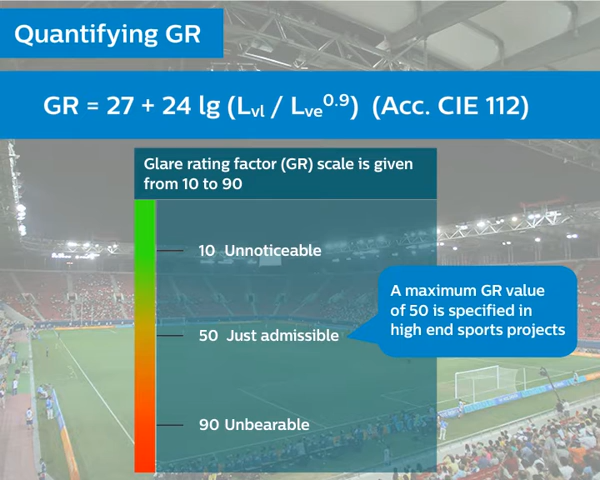 Quantifying GR
GR = 27 + 24 lg (Lvl / Lve0.9) (Acc. CIE 112)
Glare rating factor (GR) scale is given
from 10 to 90
10 Unnoticeable
A maximum GR value
of 50 is specified in
high end sports projects
50 Just admissible
90 Unbearable